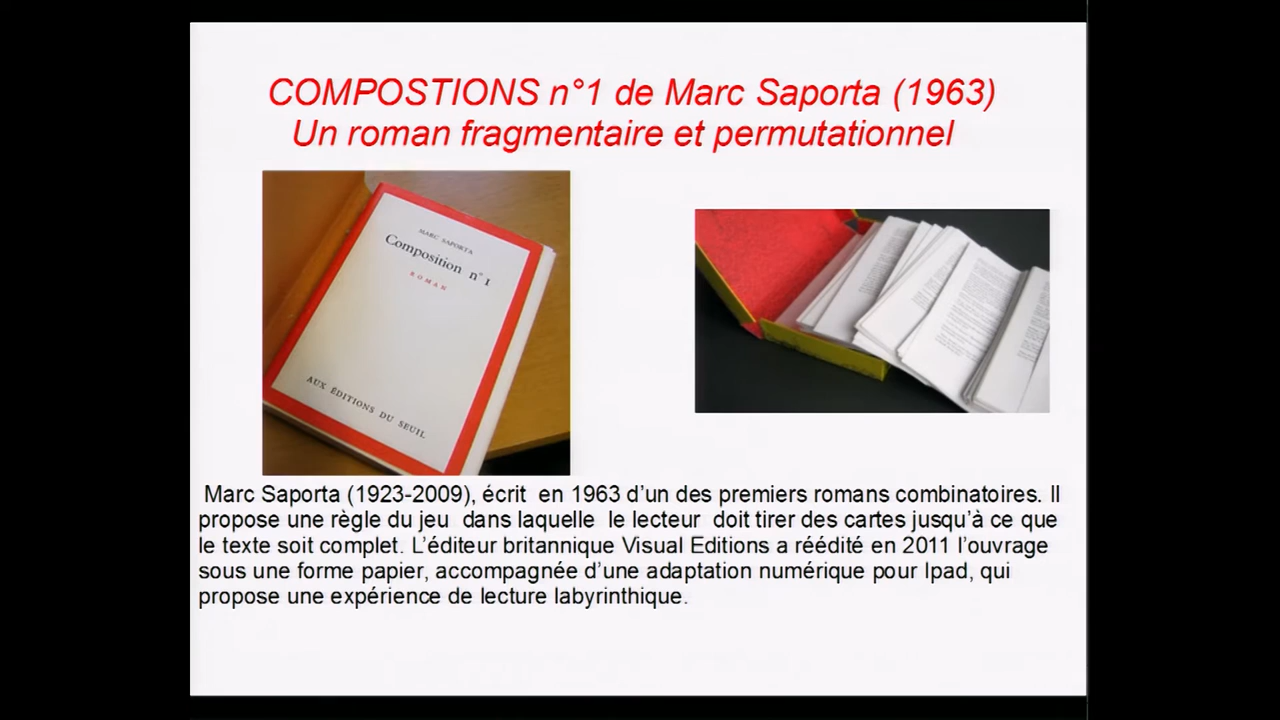 COMPOSTIONS n°1 de Marc Saporta (1963)
Un roman fragmentaire et permutationnel
MARC SAPORTA
Composition n° 1
ROMAN
AUX ÉDITIONS DU SEUIL
Marc Saporta (1923-2009), écrit en 1963 d’un des premiers romans combinatoires. Il
propose une règle du jeu dans laquelle le lecteur doit tirer des cartes jusqu’à ce que
le texte soit complet. L’éditeur britannique Visual Editions a réédité en 2011 l’ouvrage
sous une forme papier, accompagnée d’une adaptation numérique pour Ipad, qui
propose une expérience de lecture labyrinthique.